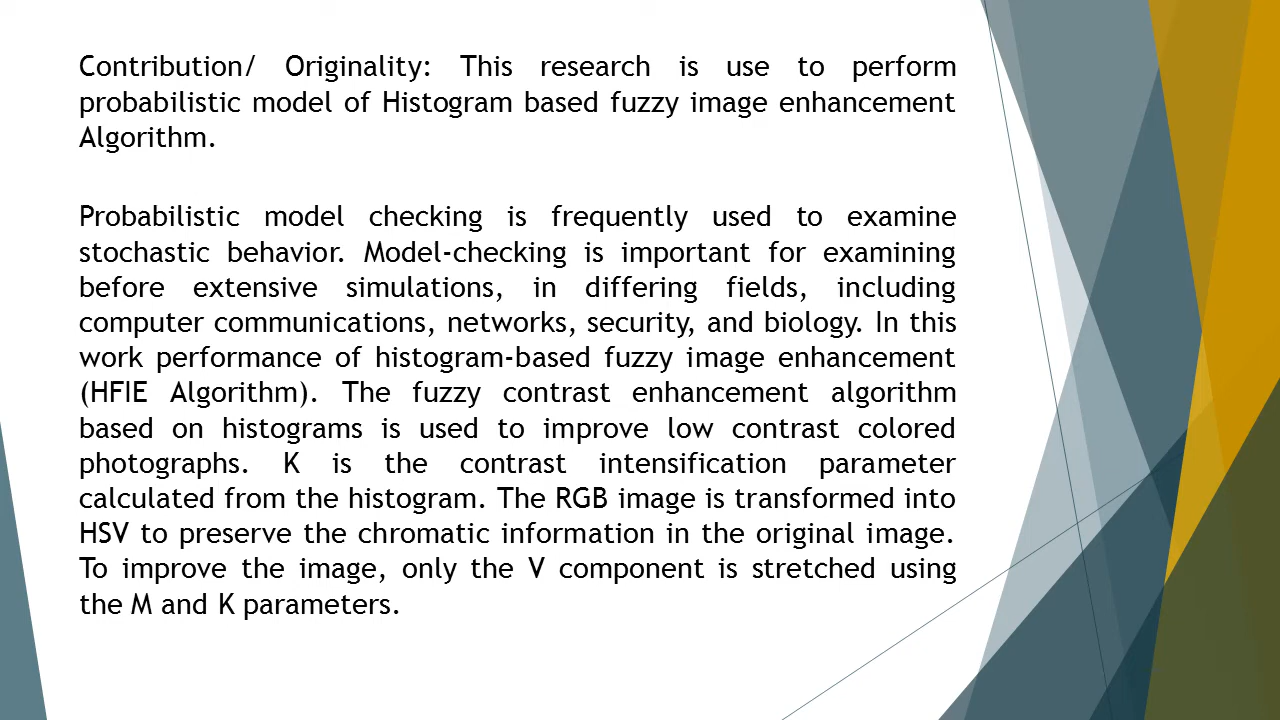 Contribution/ Originality: This research is use to perform
probabilistic model of Histogram based fuzzy image enhancement
Algorithm.
Probabilistic model checking is frequently used to examine
stochastic behavior. Model-checking is important for examining
before extensive simulations, in differing fields, including
computer communications, networks, security, and biology. In this
work performance of histogram-based fuzzy image enhancement
(HFIE Algorithm). The fuzzy contrast enhancement algorithm
based on histograms is used to improve low contrast colored
photographs. K is the contrast intensification parameter
calculated from the histogram. The RGB image is transformed into
HSV to preserve the chromatic information in the original image.
To improve the image, only the V component is stretched using
the M and K parameters.